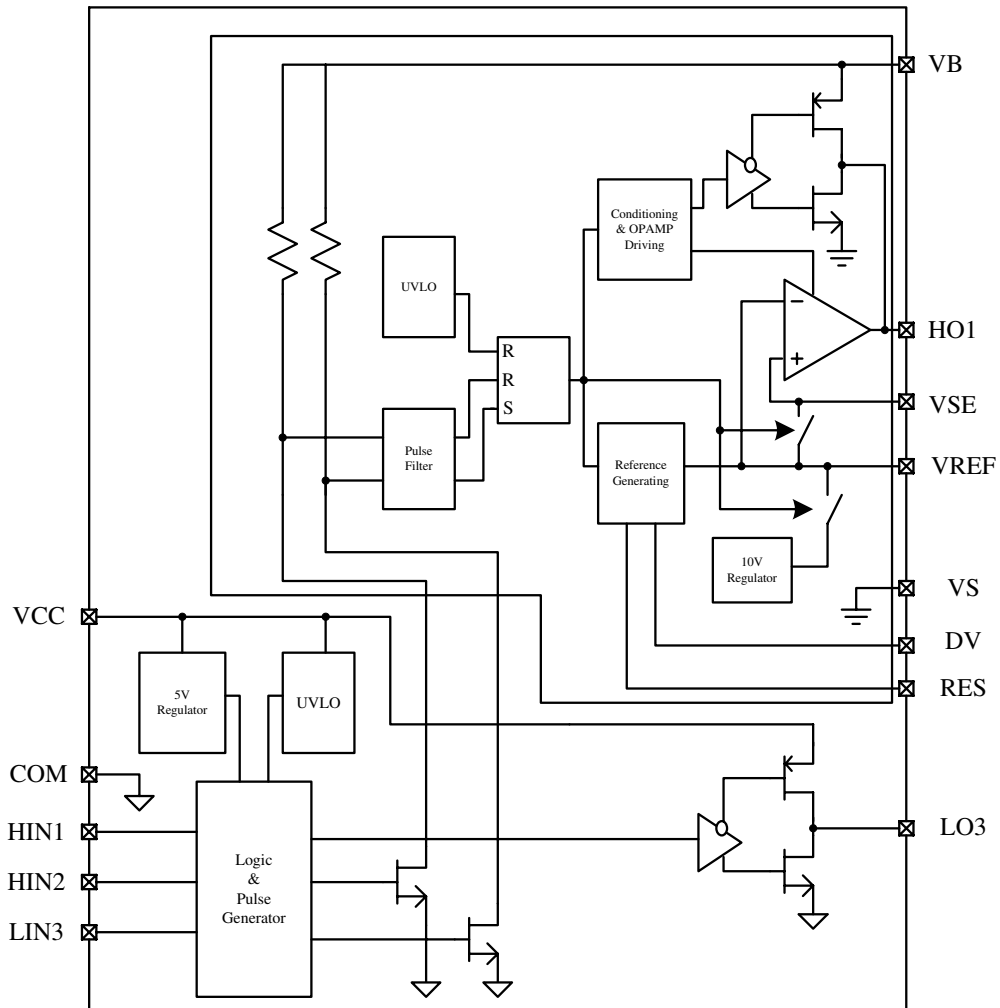 VB
Conditioning
& OPAMP
Driving
UVLO
HO1
R
R
S
−
+
VSE
Pulse
Filter
Reference
Generating
VREF
10V
Regulator
VS
VCC
DV
5V
Regulator
UVLO
RES
COM
HIN1
LO3
Logic
&
Pulse
Generator
HIN2
LIN3